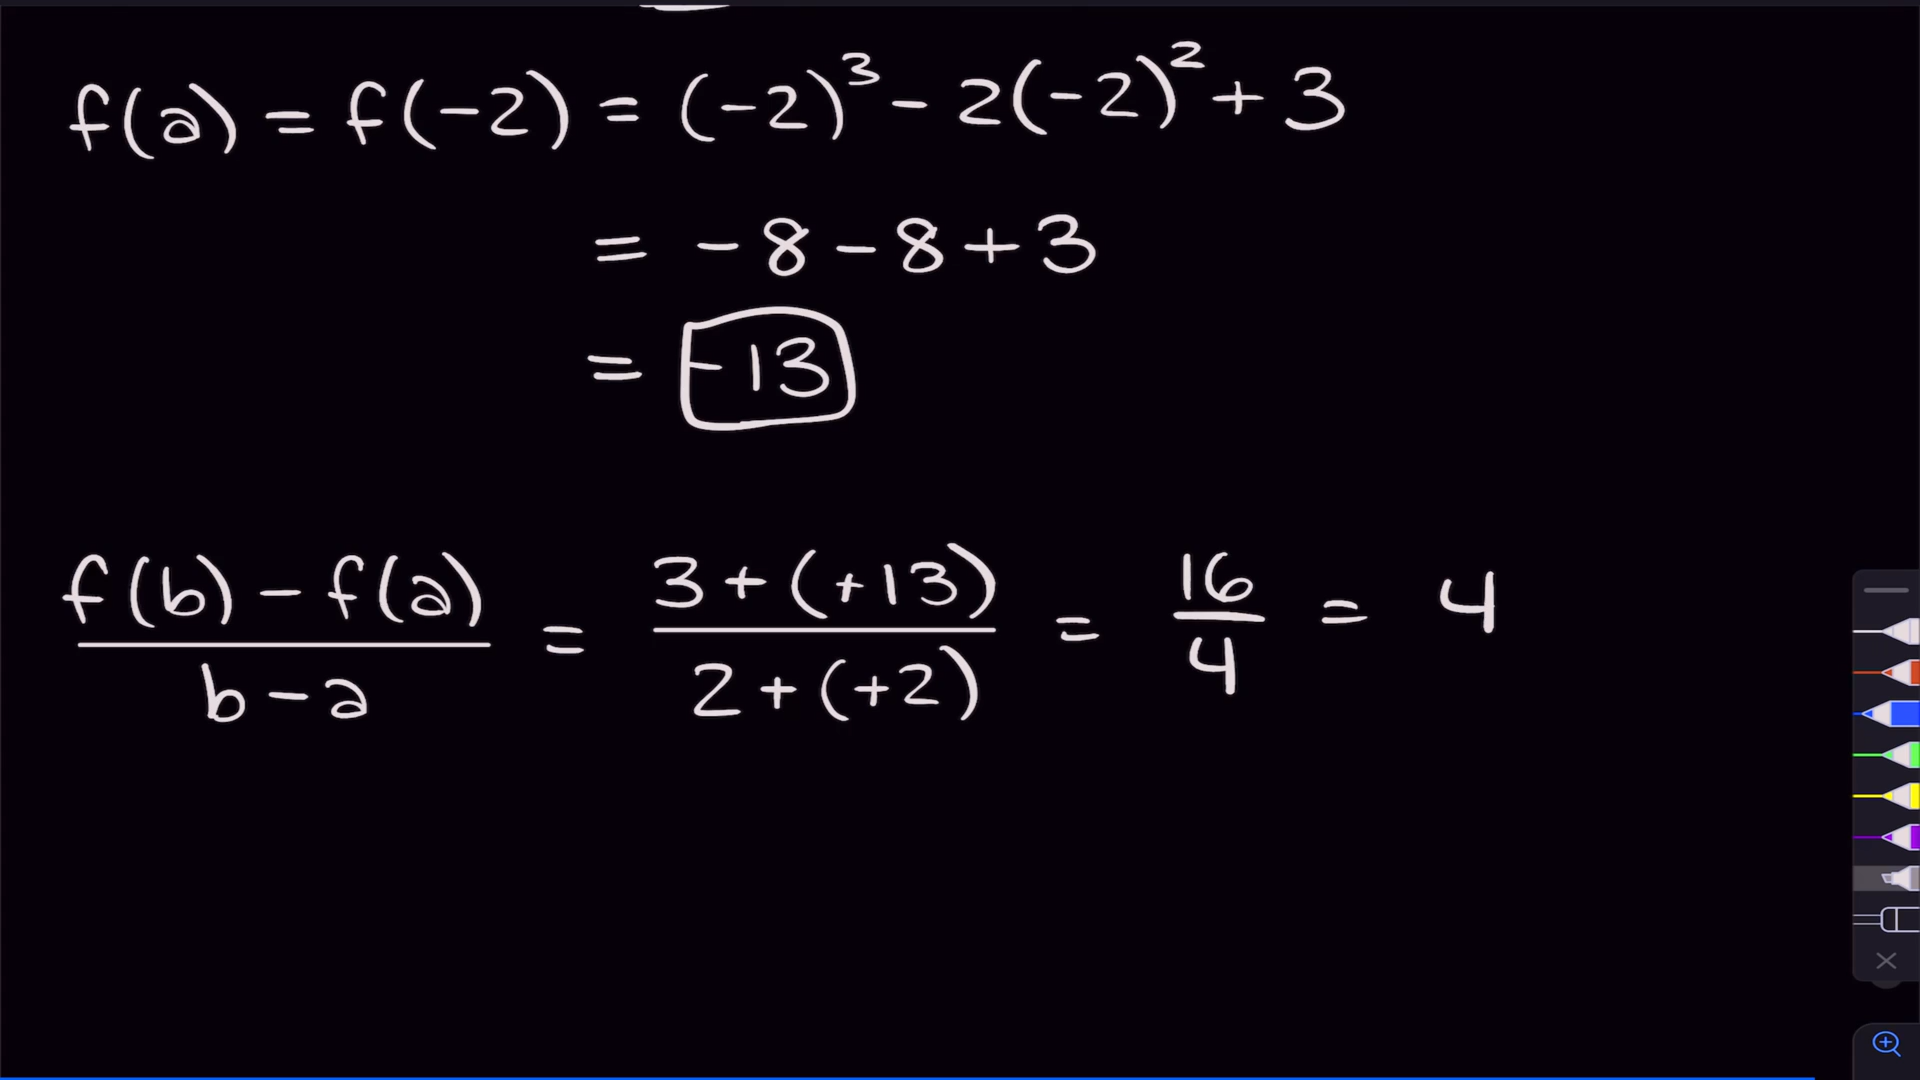 f(a) = f(-2) = (-2)³ - 2(-2)² + 3
= -8 - 8 + 3
= -13
f(b) - f(a) / b - a = 3 + (+13) / 2 + (+2) = 16 / 4 = 4